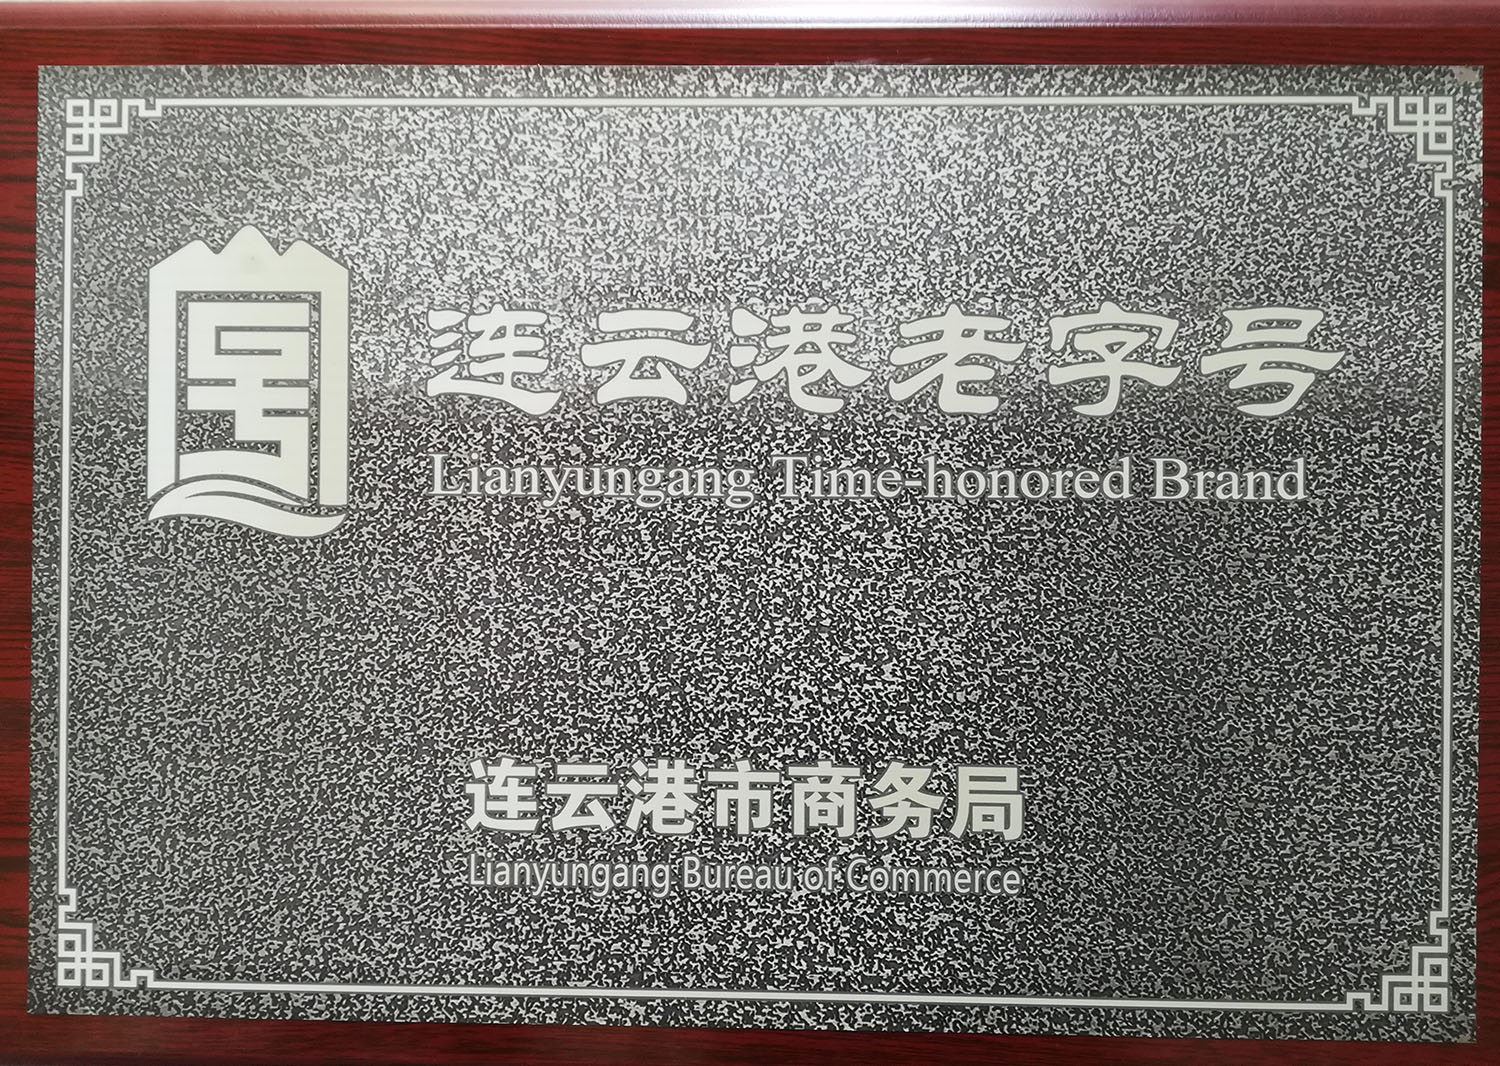 连云港老字号
Lianyungang Time-honored Brand
连云港市商务局
Lianyungang Bureau of Commerce